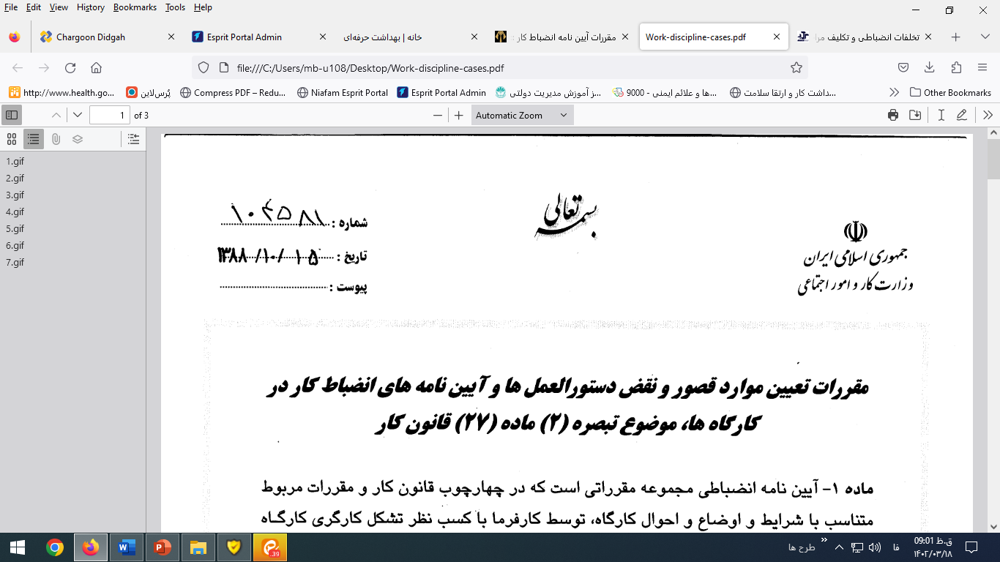 File Edit View History Bookmarks Tools Help
Chargoon Didgah
Esprit Portal Admin
خانه | بهداشت حرفه‌ای
مقررات آیین نامه انضباط کار :
Work-discipline-cases.pdf
تخلفات انضباطی و تکلیف مرا
file:///C:/Users/mb-u108/Desktop/Work-discipline-cases.pdf
http://www.health.go...
پُرس‌لاین
Compress PDF – Redu...
Niafam Esprit Portal
Esprit Portal Admin
...ز آموزش مدیریت دولتی
...ها و علائم ایمنی - 9000
...داشت کار و ارتقا سلامت
Other Bookmarks
1 of 3
Automatic Zoom
1.gif
2.gif
3.gif
4.gif
5.gif
6.gif
7.gif
بسمه تعالی
جمهوری اسلامی ایران
وزارت کار و امور اجتماعی
شماره : ۱۰۴۵۸۱
تاریخ : ۱۳۸۸/۱۰/۱۵
پیوست :
مقررات تعیین موارد قصور و نقض دستورالعمل ها و آیین نامه های انضباط کار در
کارگاه ها، موضوع تبصره (۲) ماده (۲۷) قانون کار
ماده ۱- آیین نامه انضباطی مجموعه مقرراتی است که در چهارچوب قانون کار و مقررات مربوط
متناسب با شرایط و اوضاع و احوال کارگاه، توسط کارفرما با کسب نظر تشکل کارگری کارگاه
39
طرح ها
فا
09:01 ق.ظ
۱۴۰۲/۰۳/۱۸